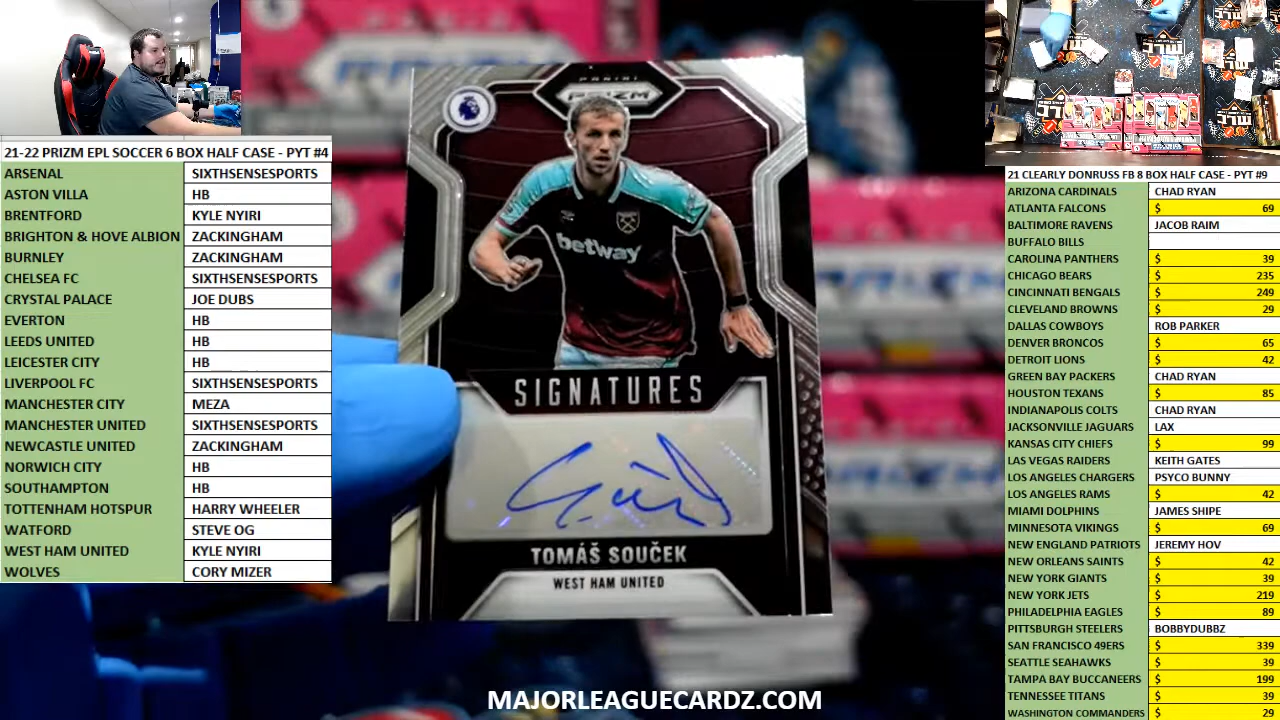 21-22 PRIZM EPL SOCCER 6 BOX HALF CASE - PYT #4
ARSENAL SIXTHSENSESPORTS
ASTON VILLA HB
BRENTFORD KYLE NYIRI
BRIGHTON & HOVE ALBION ZACKINGHAM
BURNLEY ZACKINGHAM
CHELSEA FC SIXTHSENSESPORTS
CRYSTAL PALACE JOE DUBS
EVERTON HB
LEEDS UNITED HB
LEICESTER CITY HB
LIVERPOOL FC SIXTHSENSESPORTS
MANCHESTER CITY MEZA
MANCHESTER UNITED SIXTHSENSESPORTS
NEWCASTLE UNITED ZACKINGHAM
NORWICH CITY HB
SOUTHAMPTON HB
TOTTENHAM HOTSPUR HARRY WHEELER
WATFORD STEVE OG
WEST HAM UNITED KYLE NYIRI
WOLVES CORY MIZER
PANINI
PRIZM
betway
SIGNATURES
TOMÁŠ SOUČEK
WEST HAM UNITED
MAJORLEAGUECARDZ.COM
21 CLEARLY DONRUSS FB 8 BOX HALF CASE - PYT #9
ARIZONA CARDINALS CHAD RYAN
ATLANTA FALCONS $ 69
BALTIMORE RAVENS JACOB RAIM
BUFFALO BILLS
CAROLINA PANTHERS $ 39
CHICAGO BEARS $ 235
CINCINNATI BENGALS $ 249
CLEVELAND BROWNS $ 29
DALLAS COWBOYS ROB PARKER
DENVER BRONCOS $ 65
DETROIT LIONS $ 42
GREEN BAY PACKERS CHAD RYAN
HOUSTON TEXANS $ 85
INDIANAPOLIS COLTS CHAD RYAN
JACKSONVILLE JAGUARS LAX
KANSAS CITY CHIEFS $ 99
LAS VEGAS RAIDERS KEITH GATES
LOS ANGELES CHARGERS PSYCO BUNNY
LOS ANGELES RAMS $ 42
MIAMI DOLPHINS JAMES SHIPE
MINNESOTA VIKINGS $ 69
NEW ENGLAND PATRIOTS JEREMY HOV
NEW ORLEANS SAINTS $ 42
NEW YORK GIANTS $ 39
NEW YORK JETS $ 219
PHILADELPHIA EAGLES $ 89
PITTSBURGH STEELERS BOBBYDUBBZ
SAN FRANCISCO 49ERS $ 339
SEATTLE SEAHAWKS $ 39
TAMPA BAY BUCCANEERS $ 199
TENNESSEE TITANS $ 39
WASHINGTON COMMANDERS $ 29